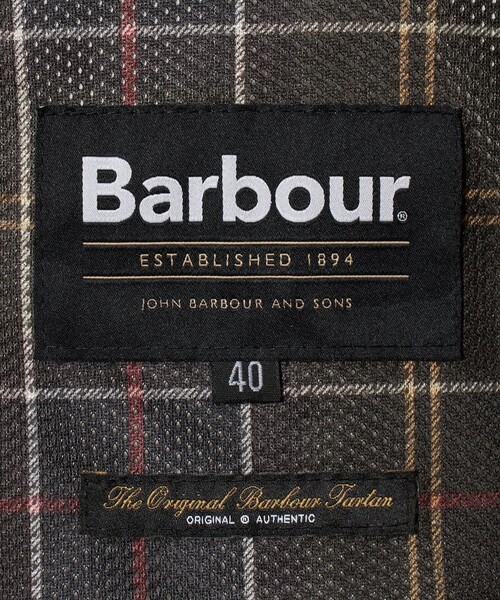 Barbour®
ESTABLISHED 1894
JOHN BARBOUR AND SONS
40
The Original Barbour Tartan
ORIGINAL ® AUTHENTIC